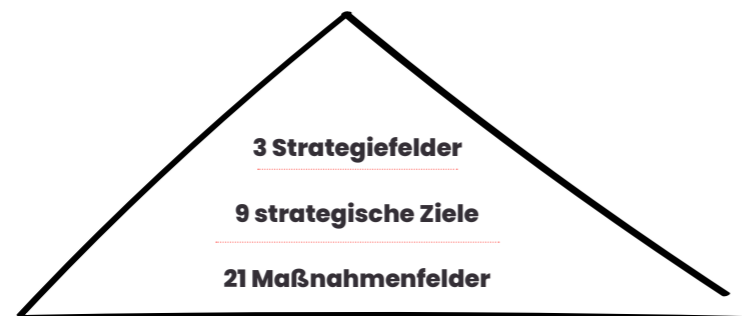 3 Strategiefelder
9 strategische Ziele
21 Maßnahmenfelder